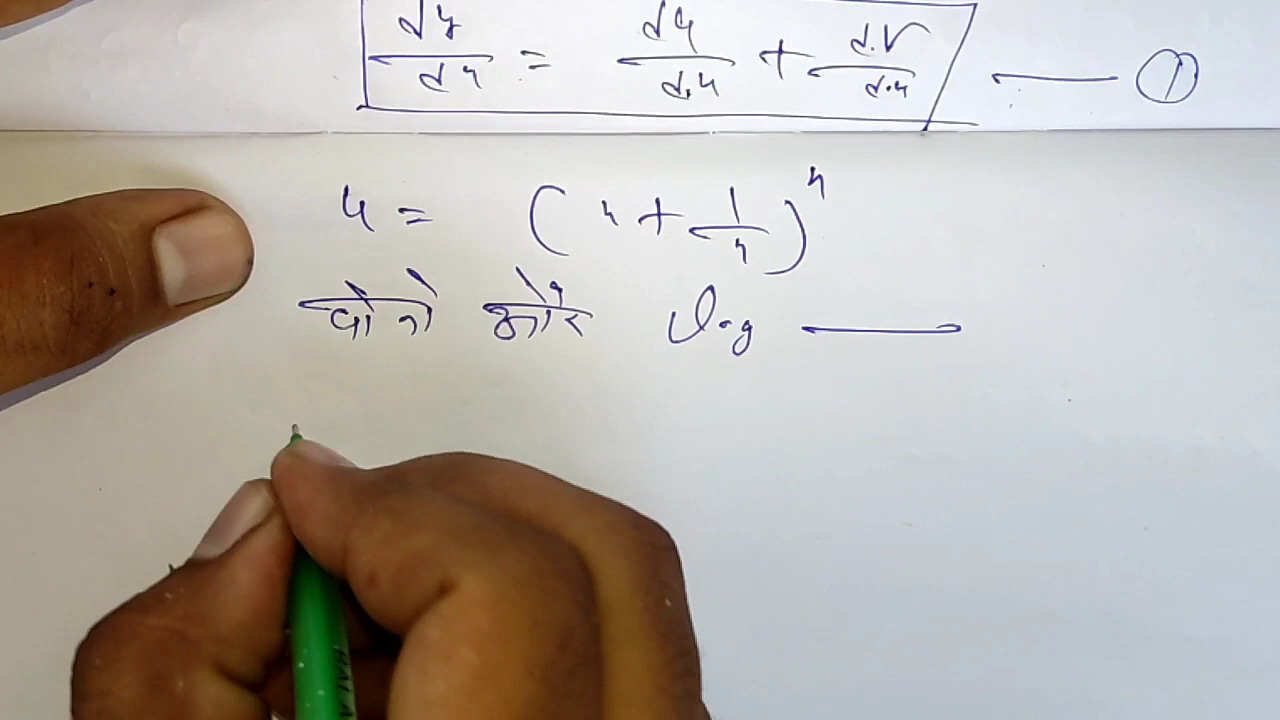 dy/dx = du/dx + dv/dx —— ①
u = (x + 1/x)^x
दोनो ओर log ——